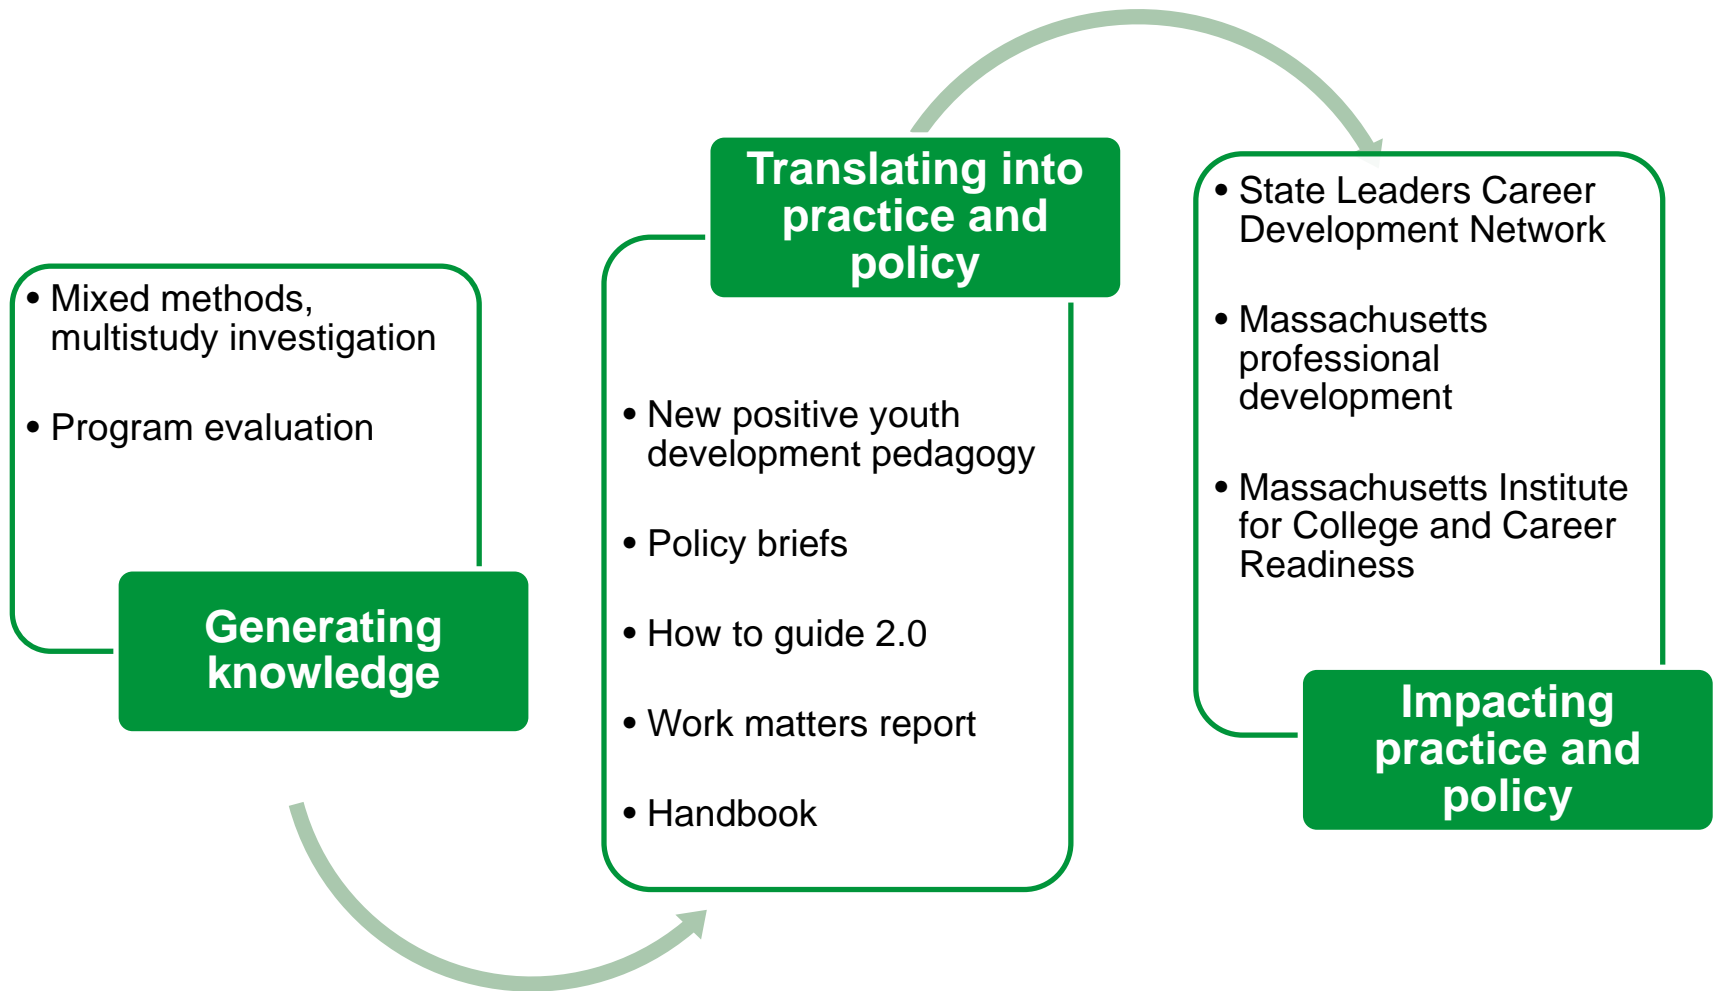 • Mixed methods,
multistudy investigation
• Program evaluation
Generating
knowledge
Translating into
practice and
policy
• New positive youth
development pedagogy
• Policy briefs
• How to guide 2.0
• Work matters report
• Handbook
• State Leaders Career
Development Network
• Massachusetts
professional
development
• Massachusetts Institute
for College and Career
Readiness
Impacting
practice and
policy